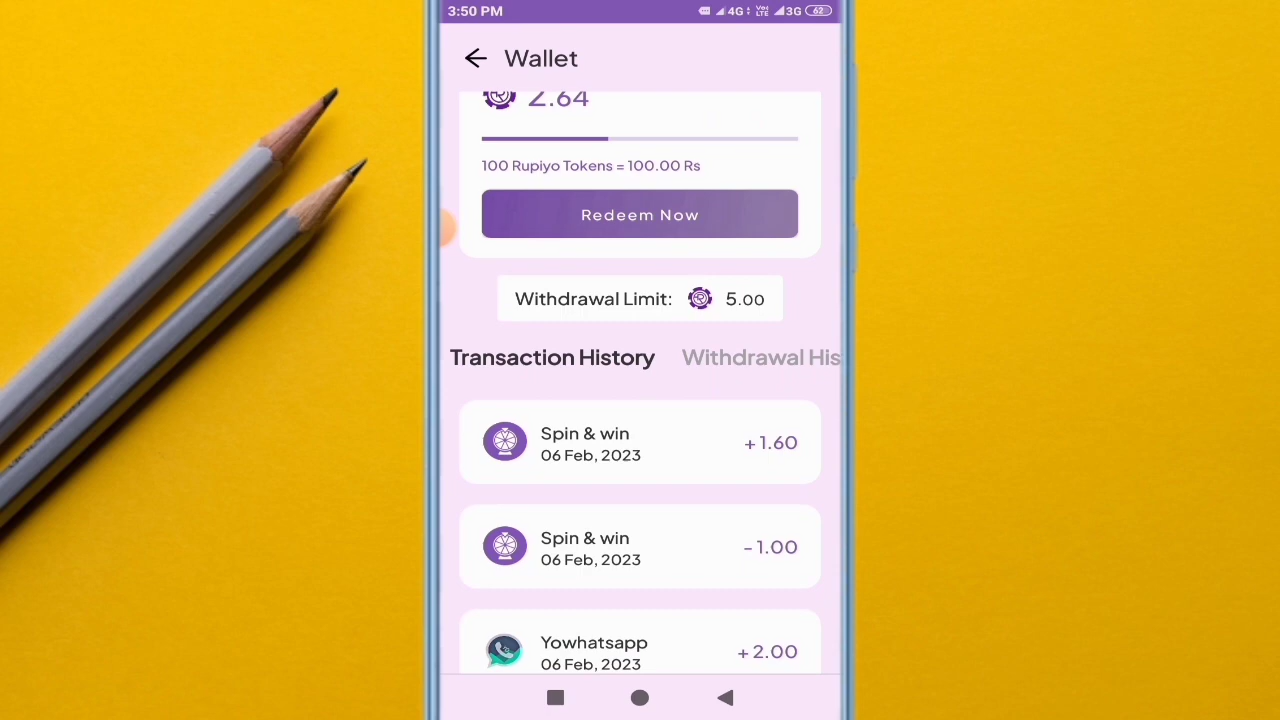 3:50 PM
4G Vo) LTE 3G 62
Wallet
2.64
100 Rupiyo Tokens = 100.00 Rs
Redeem Now
Withdrawal Limit: 5.00
Transaction History Withdrawal His
Spin & win
06 Feb, 2023
+1.60
Spin & win
06 Feb, 2023
-1.00
Yowhatsapp
06 Feb, 2023
+2.00